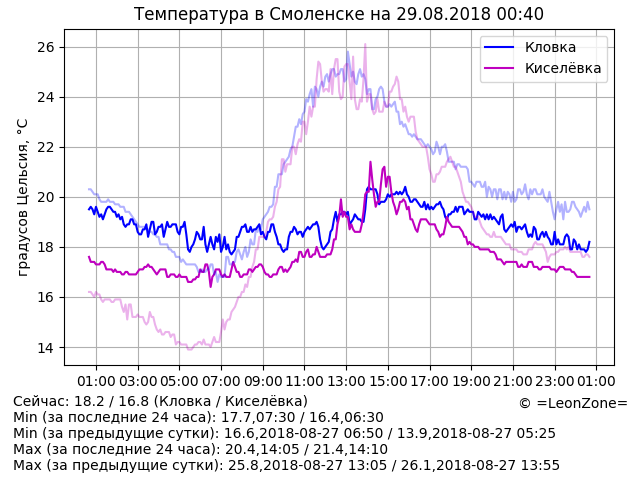 Температура в Смоленске на 29.08.2018 00:40
градусов Цельсия, °C
26
24
22
20
18
16
14
Кловка
Киселёвка
01:00 03:00 05:00 07:00 09:00 11:00 13:00 15:00 17:00 19:00 21:00 23:00 01:00
Сейчас: 18.2 / 16.8 (Кловка / Киселёвка)
© =LeonZone=
Min (за последние 24 часа): 17.7,07:30 / 16.4,06:30
Min (за предыдущие сутки): 16.6,2018-08-27 06:50 / 13.9,2018-08-27 05:25
Max (за последние 24 часа): 20.4,14:05 / 21.4,14:10
Max (за предыдущие сутки): 25.8,2018-08-27 13:05 / 26.1,2018-08-27 13:55